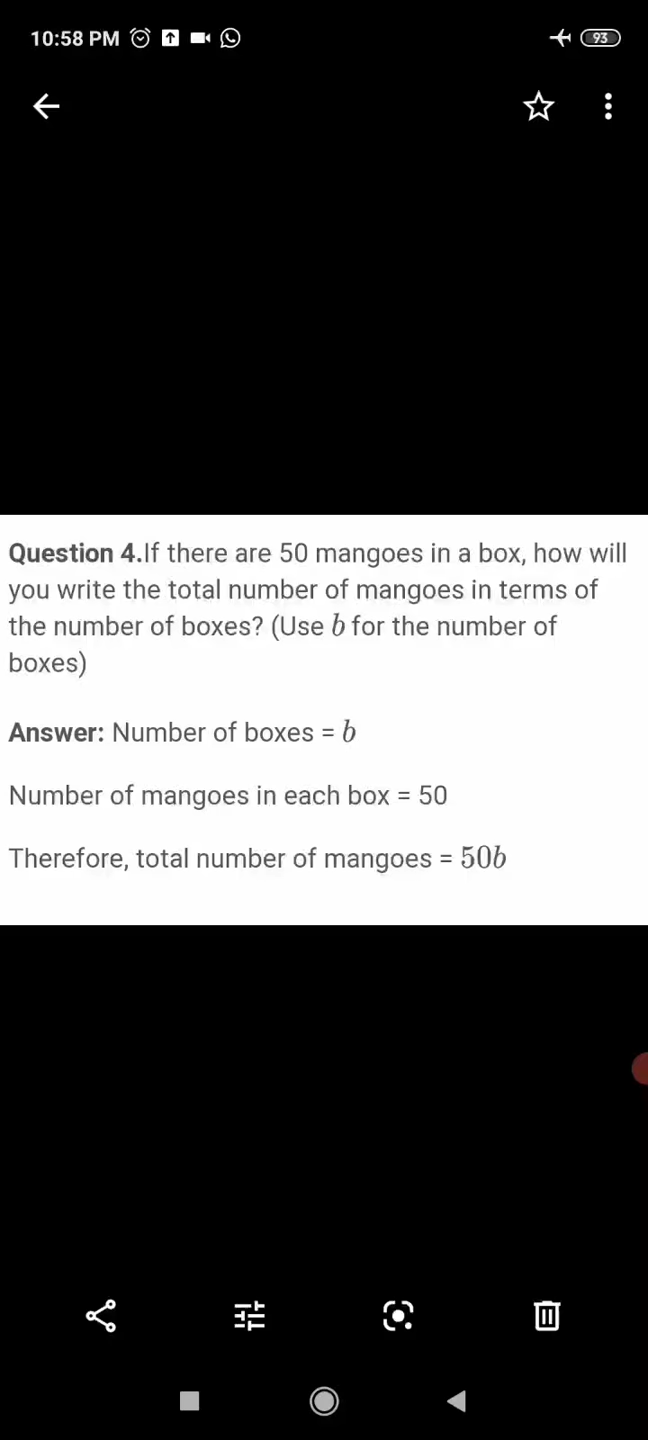 10:58 PM
93
Question 4.If there are 50 mangoes in a box, how will
you write the total number of mangoes in terms of
the number of boxes? (Use b for the number of
boxes)
Answer: Number of boxes = b
Number of mangoes in each box = 50
Therefore, total number of mangoes = 50b